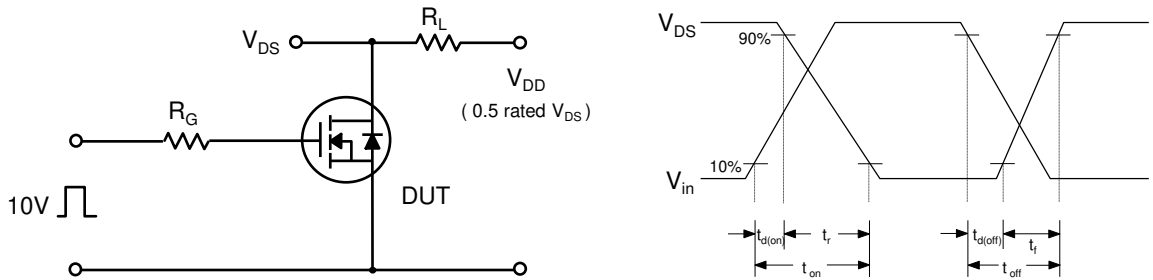 R_L
V_DS
V_DD
( 0.5 rated V_DS )
R_G
10V
DUT
V_DS
90%
10%
V_in
t_d(on)
t_r
t_on
t_d(off)
t_f
t_off